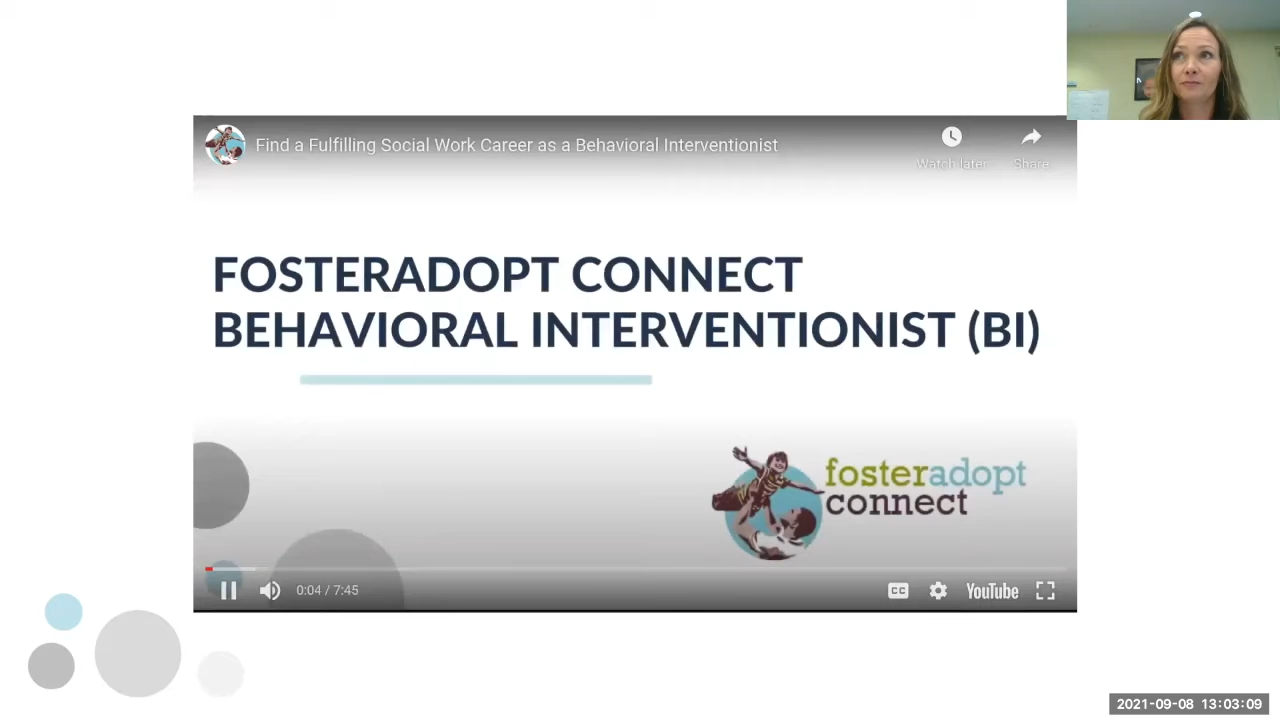 Find a Fulfilling Social Work Career as a Behavioral Interventionist
Watch later
Share
FOSTERADOPT CONNECT
BEHAVIORAL INTERVENTIONIST (BI)
fosteradopt
connect
0:04 / 7:45
CC
YouTube
2021-09-08 13:03:09